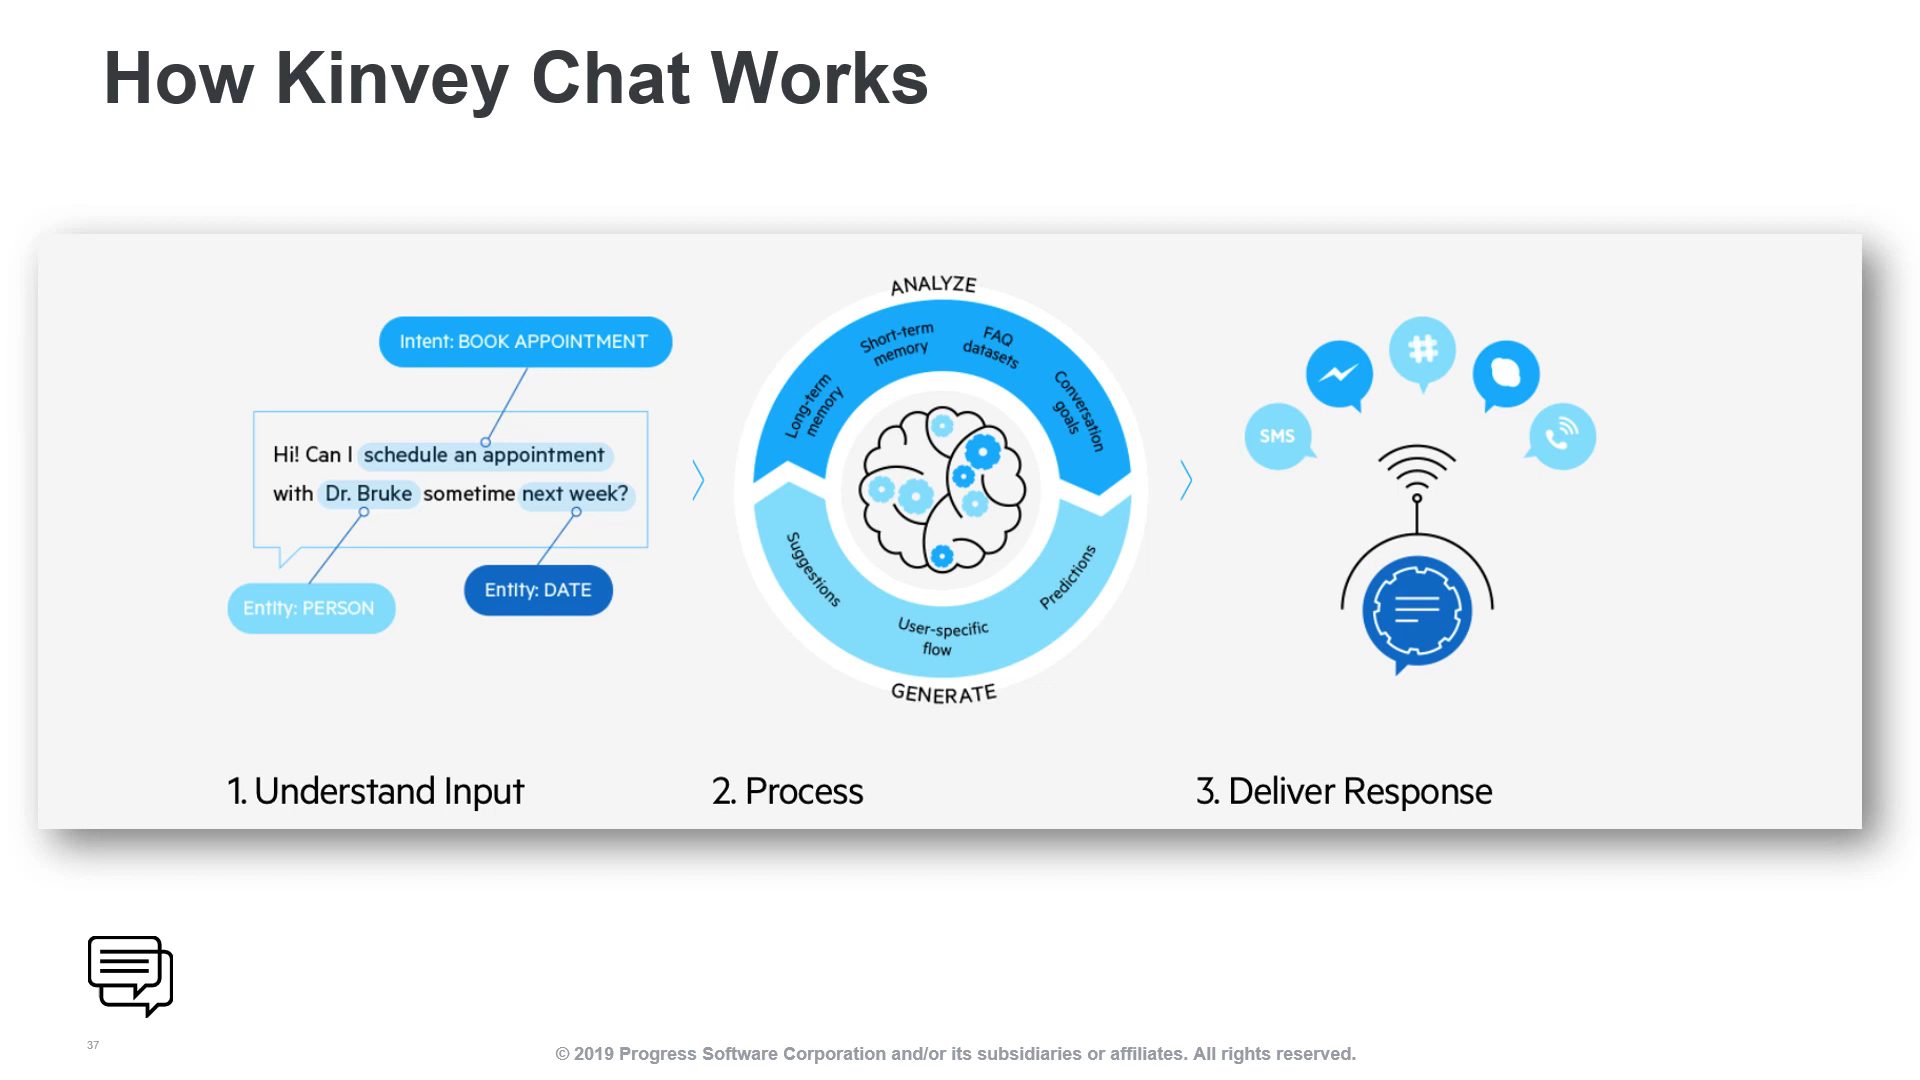 How Kinvey Chat Works
Intent: BOOK APPOINTMENT
Hi! Can I schedule an appointment
with Dr. Bruke sometime next week?
Entity: PERSON
Entity: DATE
1. Understand Input
ANALYZE
Long-term
memory
Short-term
memory
FAQ
datasets
Conversation
goals
Suggestions
User-specific
flow
Predictions
GENERATE
2. Process
SMS
#
3. Deliver Response
37
© 2019 Progress Software Corporation and/or its subsidiaries or affiliates. All rights reserved.